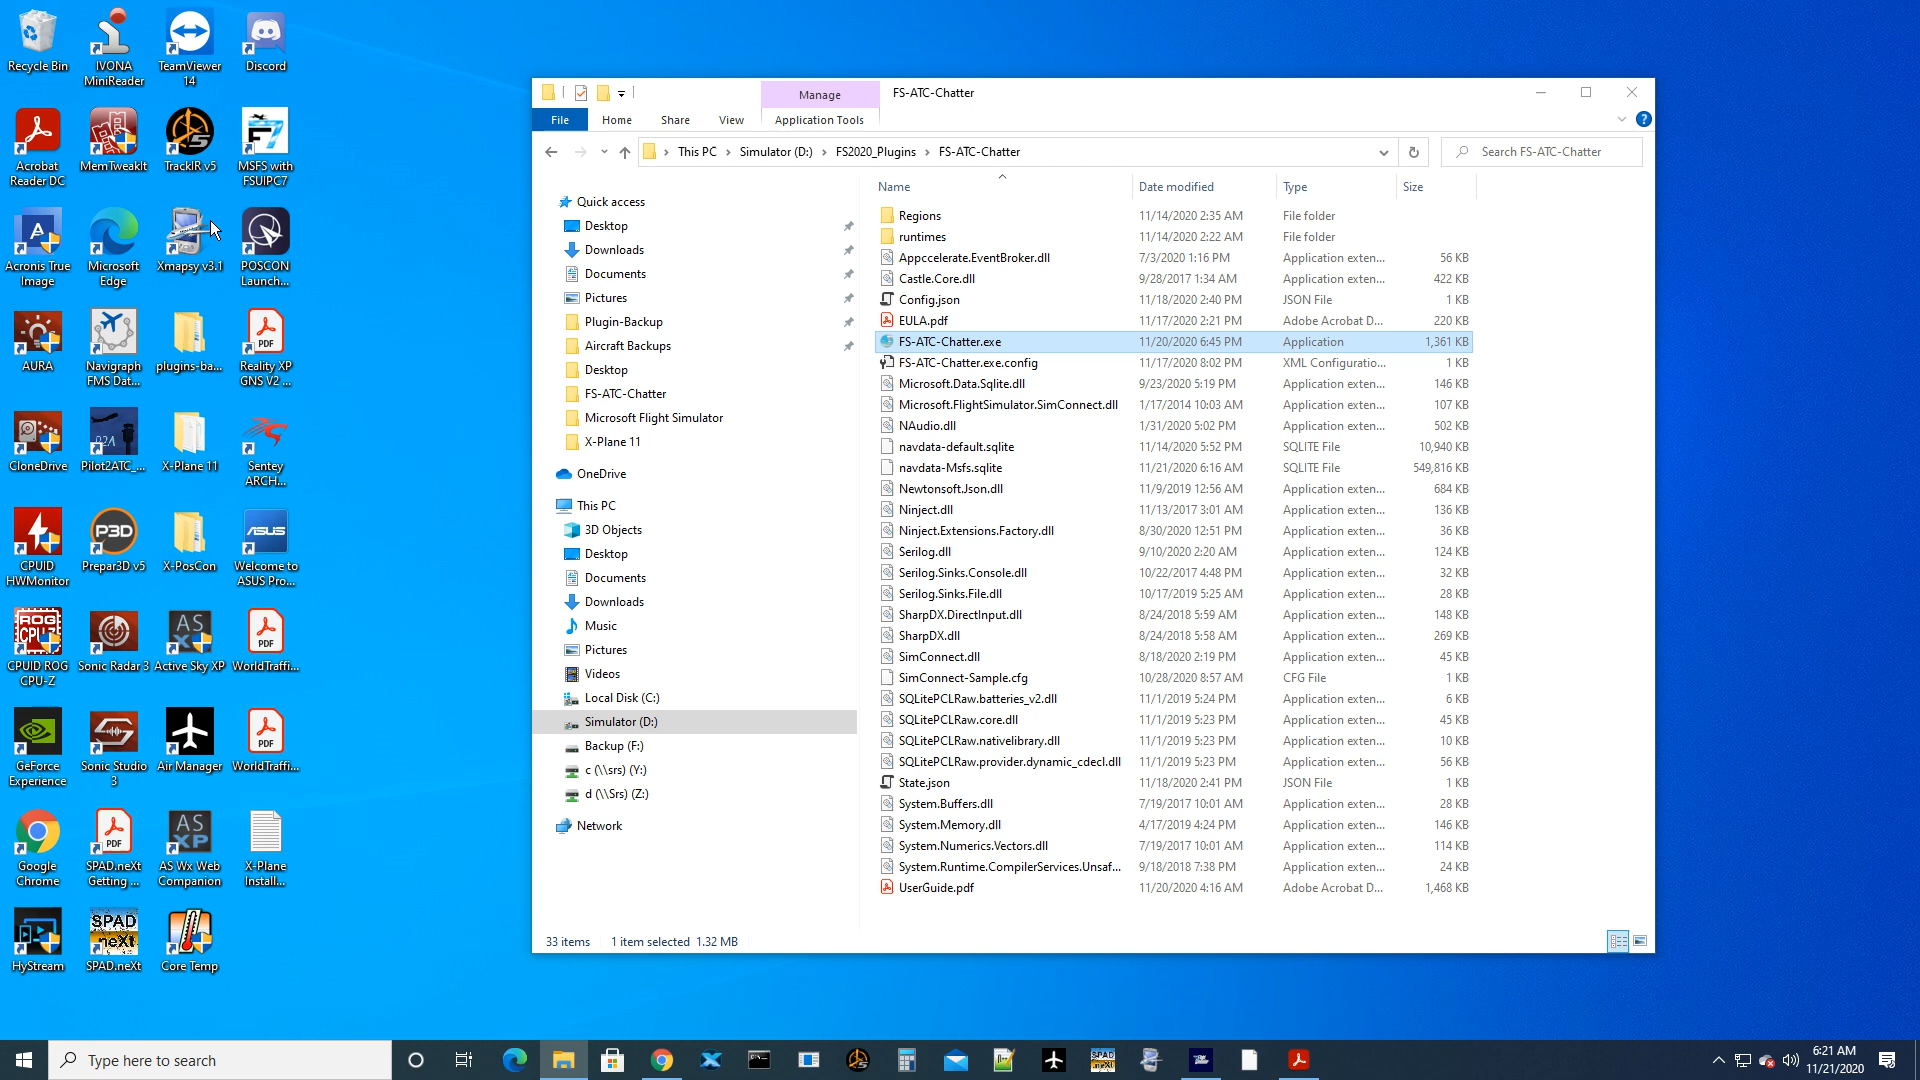 Recycle Bin
IVONA MiniReader
TeamViewer 14
Discord
Acrobat Reader DC
MemTweakIt
TrackIR v5
F7
MSFS with FSUIPC7
Acronis True Image
Microsoft Edge
Xmapsy v3.1
POSCON Launch...
AURA
Navigraph FMS Dat...
plugins-ba...
PDF
Reality XP GNS V2 ...
CloneDrive
P2A
Pilot2ATC_...
X-Plane 11
Sentey ARCH...
CPUID HWMonitor
P3D
Prepar3D v5
X-PosCon
ASUS
Welcome to ASUS Pro...
ROG CPU-Z
CPUID ROG CPU-Z
Sonic Radar 3
AS XP
Active Sky XP
PDF
WorldTraffi...
GeForce Experience
Sonic Studio 3
Air Manager
PDF
WorldTraffi...
Google Chrome
PDF
SPAD.neXt Getting ...
AS XP
AS Wx Web Companion
X-Plane Install...
HyStream
SPAD neXt
SPAD.neXt
Core Temp
Manage
FS-ATC-Chatter
File
Home
Share
View
Application Tools
This PC > Simulator (D:) > FS2020_Plugins > FS-ATC-Chatter
Search FS-ATC-Chatter
Quick access
Desktop
Downloads
Documents
Pictures
Plugin-Backup
Aircraft Backups
Desktop
FS-ATC-Chatter
Microsoft Flight Simulator
X-Plane 11
OneDrive
This PC
3D Objects
Desktop
Documents
Downloads
Music
Pictures
Videos
Local Disk (C:)
Simulator (D:)
Backup (F:)
c (\\srs) (Y:)
d (\\Srs) (Z:)
Network
Name Date modified Type Size
Regions 11/14/2020 2:35 AM File folder
runtimes 11/14/2020 2:22 AM File folder
Appccelerate.EventBroker.dll 7/3/2020 1:16 PM Application exten... 56 KB
Castle.Core.dll 9/28/2017 1:34 AM Application exten... 422 KB
Config.json 11/18/2020 2:40 PM JSON File 1 KB
EULA.pdf 11/17/2020 2:21 PM Adobe Acrobat D... 220 KB
FS-ATC-Chatter.exe 11/20/2020 6:45 PM Application 1,361 KB
FS-ATC-Chatter.exe.config 11/17/2020 8:02 PM XML Configuratio... 1 KB
Microsoft.Data.Sqlite.dll 9/23/2020 5:19 PM Application exten... 146 KB
Microsoft.FlightSimulator.SimConnect.dll 1/17/2014 10:03 AM Application exten... 107 KB
NAudio.dll 1/31/2020 5:02 PM Application exten... 502 KB
navdata-default.sqlite 11/14/2020 5:52 PM SQLITE File 10,940 KB
navdata-Msfs.sqlite 11/21/2020 6:16 AM SQLITE File 549,816 KB
Newtonsoft.Json.dll 11/9/2019 12:56 AM Application exten... 684 KB
Ninject.dll 11/13/2017 3:01 AM Application exten... 136 KB
Ninject.Extensions.Factory.dll 8/30/2020 12:51 PM Application exten... 36 KB
Serilog.dll 9/10/2020 2:20 AM Application exten... 124 KB
Serilog.Sinks.Console.dll 10/22/2017 4:48 PM Application exten... 32 KB
Serilog.Sinks.File.dll 10/17/2019 5:25 AM Application exten... 28 KB
SharpDX.DirectInput.dll 8/24/2018 5:59 AM Application exten... 148 KB
SharpDX.dll 8/24/2018 5:58 AM Application exten... 269 KB
SimConnect.dll 8/18/2020 2:19 PM Application exten... 45 KB
SimConnect-Sample.cfg 10/28/2020 8:57 AM CFG File 1 KB
SQLitePCLRaw.batteries_v2.dll 11/1/2019 5:24 PM Application exten... 6 KB
SQLitePCLRaw.core.dll 11/1/2019 5:23 PM Application exten... 45 KB
SQLitePCLRaw.nativelibrary.dll 11/1/2019 5:23 PM Application exten... 10 KB
SQLitePCLRaw.provider.dynamic_cdecl.dll 11/1/2019 5:23 PM Application exten... 56 KB
State.json 11/18/2020 2:41 PM JSON File 1 KB
System.Buffers.dll 7/19/2017 10:01 AM Application exten... 28 KB
System.Memory.dll 4/17/2019 4:24 PM Application exten... 146 KB
System.Numerics.Vectors.dll 7/19/2017 10:01 AM Application exten... 114 KB
System.Runtime.CompilerServices.Unsaf... 9/18/2018 7:38 PM Application exten... 24 KB
UserGuide.pdf 11/20/2020 4:16 AM Adobe Acrobat D... 1,468 KB
33 items 1 item selected 1.32 MB
Type here to search
SPAD neXt
6:21 AM
11/21/2020